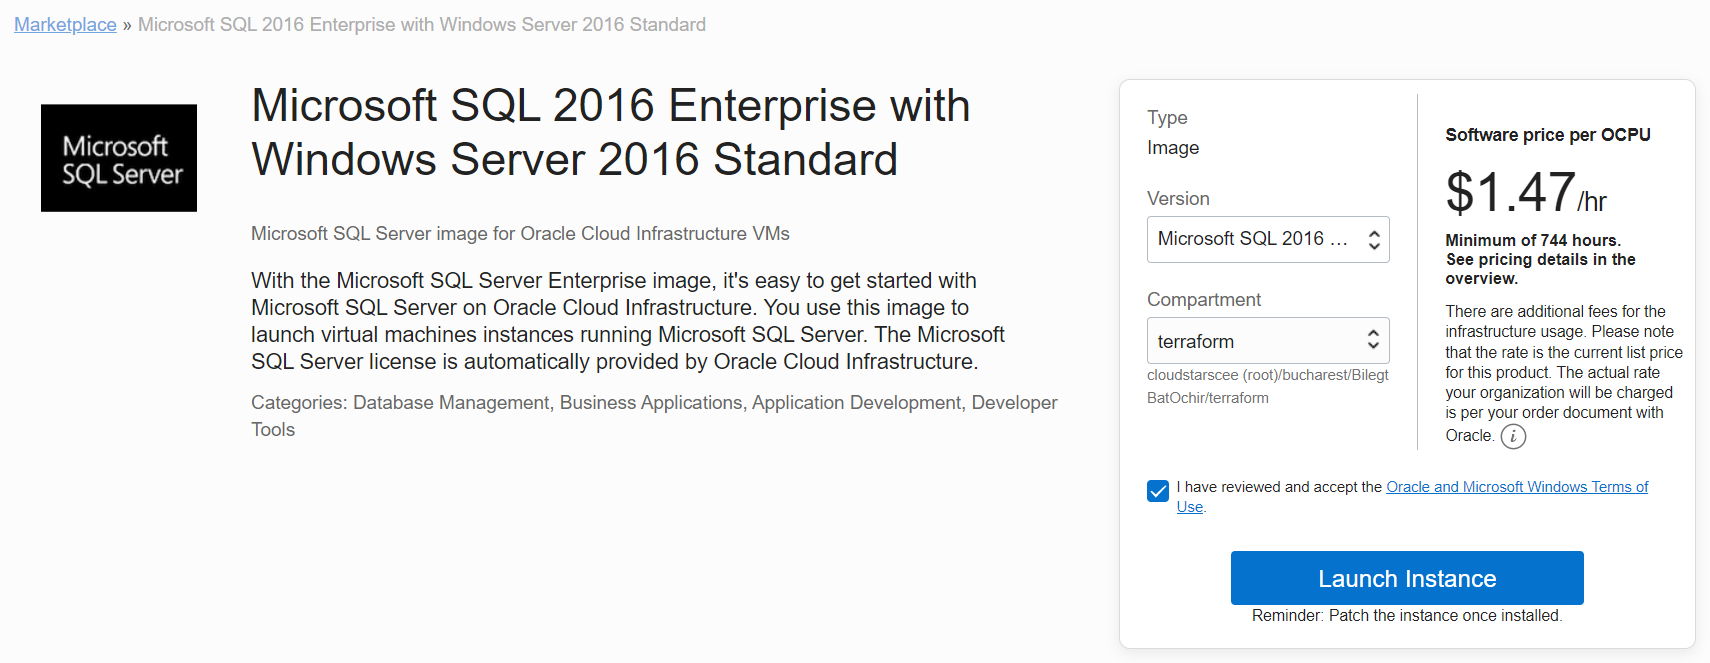 Marketplace » Microsoft SQL 2016 Enterprise with Windows Server 2016 Standard
Microsoft
SQL Server
Microsoft SQL 2016 Enterprise with
Windows Server 2016 Standard
Microsoft SQL Server image for Oracle Cloud Infrastructure VMs
With the Microsoft SQL Server Enterprise image, it's easy to get started with
Microsoft SQL Server on Oracle Cloud Infrastructure. You use this image to
launch virtual machines instances running Microsoft SQL Server. The Microsoft
SQL Server license is automatically provided by Oracle Cloud Infrastructure.
Categories: Database Management, Business Applications, Application Development, Developer
Tools
Type
Image
Version
Microsoft SQL 2016 ...
Compartment
terraform
cloudstarscee (root)/bucharest/Bilegt
BatOchir/terraform
Software price per OCPU
$1.47/hr
Minimum of 744 hours.
See pricing details in the
overview.
There are additional fees for the
infrastructure usage. Please note
that the rate is the current list price
for this product. The actual rate
your organization will be charged
is per your order document with
Oracle. i
I have reviewed and accept the Oracle and Microsoft Windows Terms of
Use.
Launch Instance
Reminder: Patch the instance once installed.